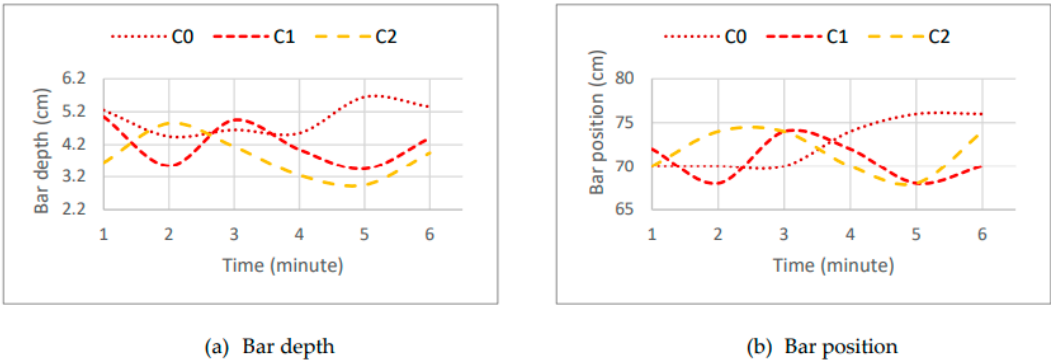 C0 C1 C2
6.2
5.2
4.2
3.2
2.2
Bar depth (cm)
1 2 3 4 5 6
Time (minute)
(a) Bar depth
C0 C1 C2
80
75
70
65
Bar position (cm)
1 2 3 4 5 6
Time (minute)
(b) Bar position